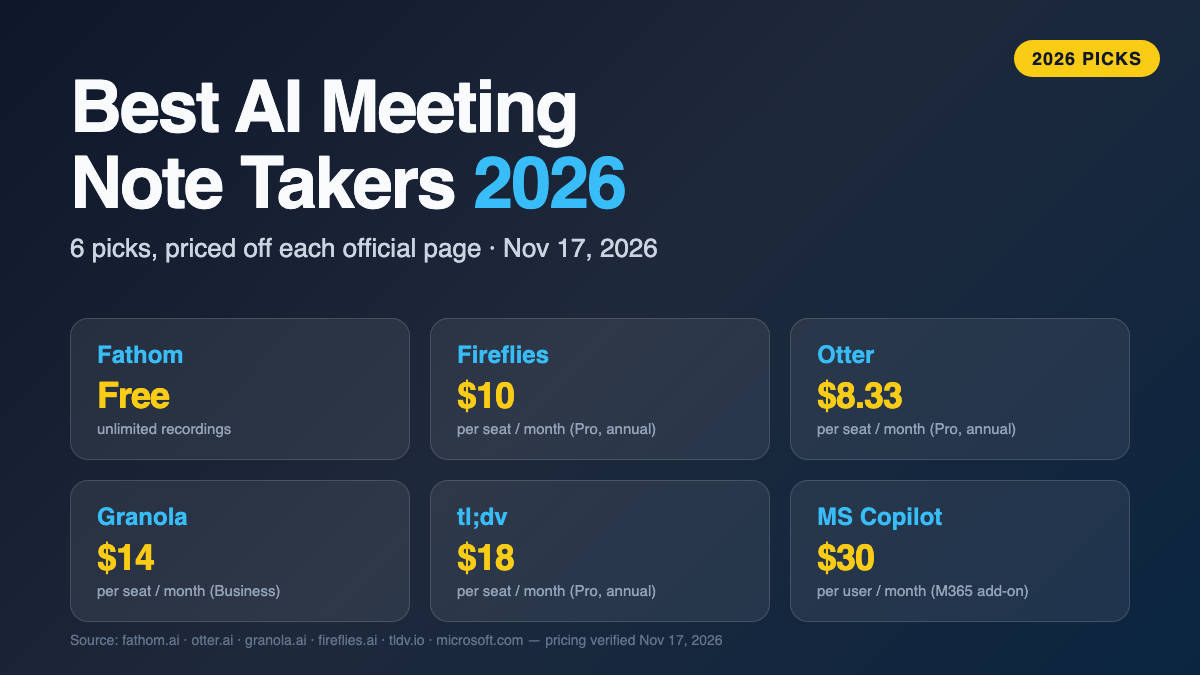 2026 PICKS
Best AI Meeting
Note Takers 2026
6 picks, priced off each official page · Nov 17, 2026
Fathom
Free
unlimited recordings
Fireflies
$10
per seat / month (Pro, annual)
Otter
$8.33
per seat / month (Pro, annual)
Granola
$14
per seat / month (Business)
tl;dv
$18
per seat / month (Pro, annual)
MS Copilot
$30
per user / month (M365 add-on)
Source: fathom.ai · otter.ai · granola.ai · fireflies.ai · tldv.io · microsoft.com — pricing verified Nov 17, 2026